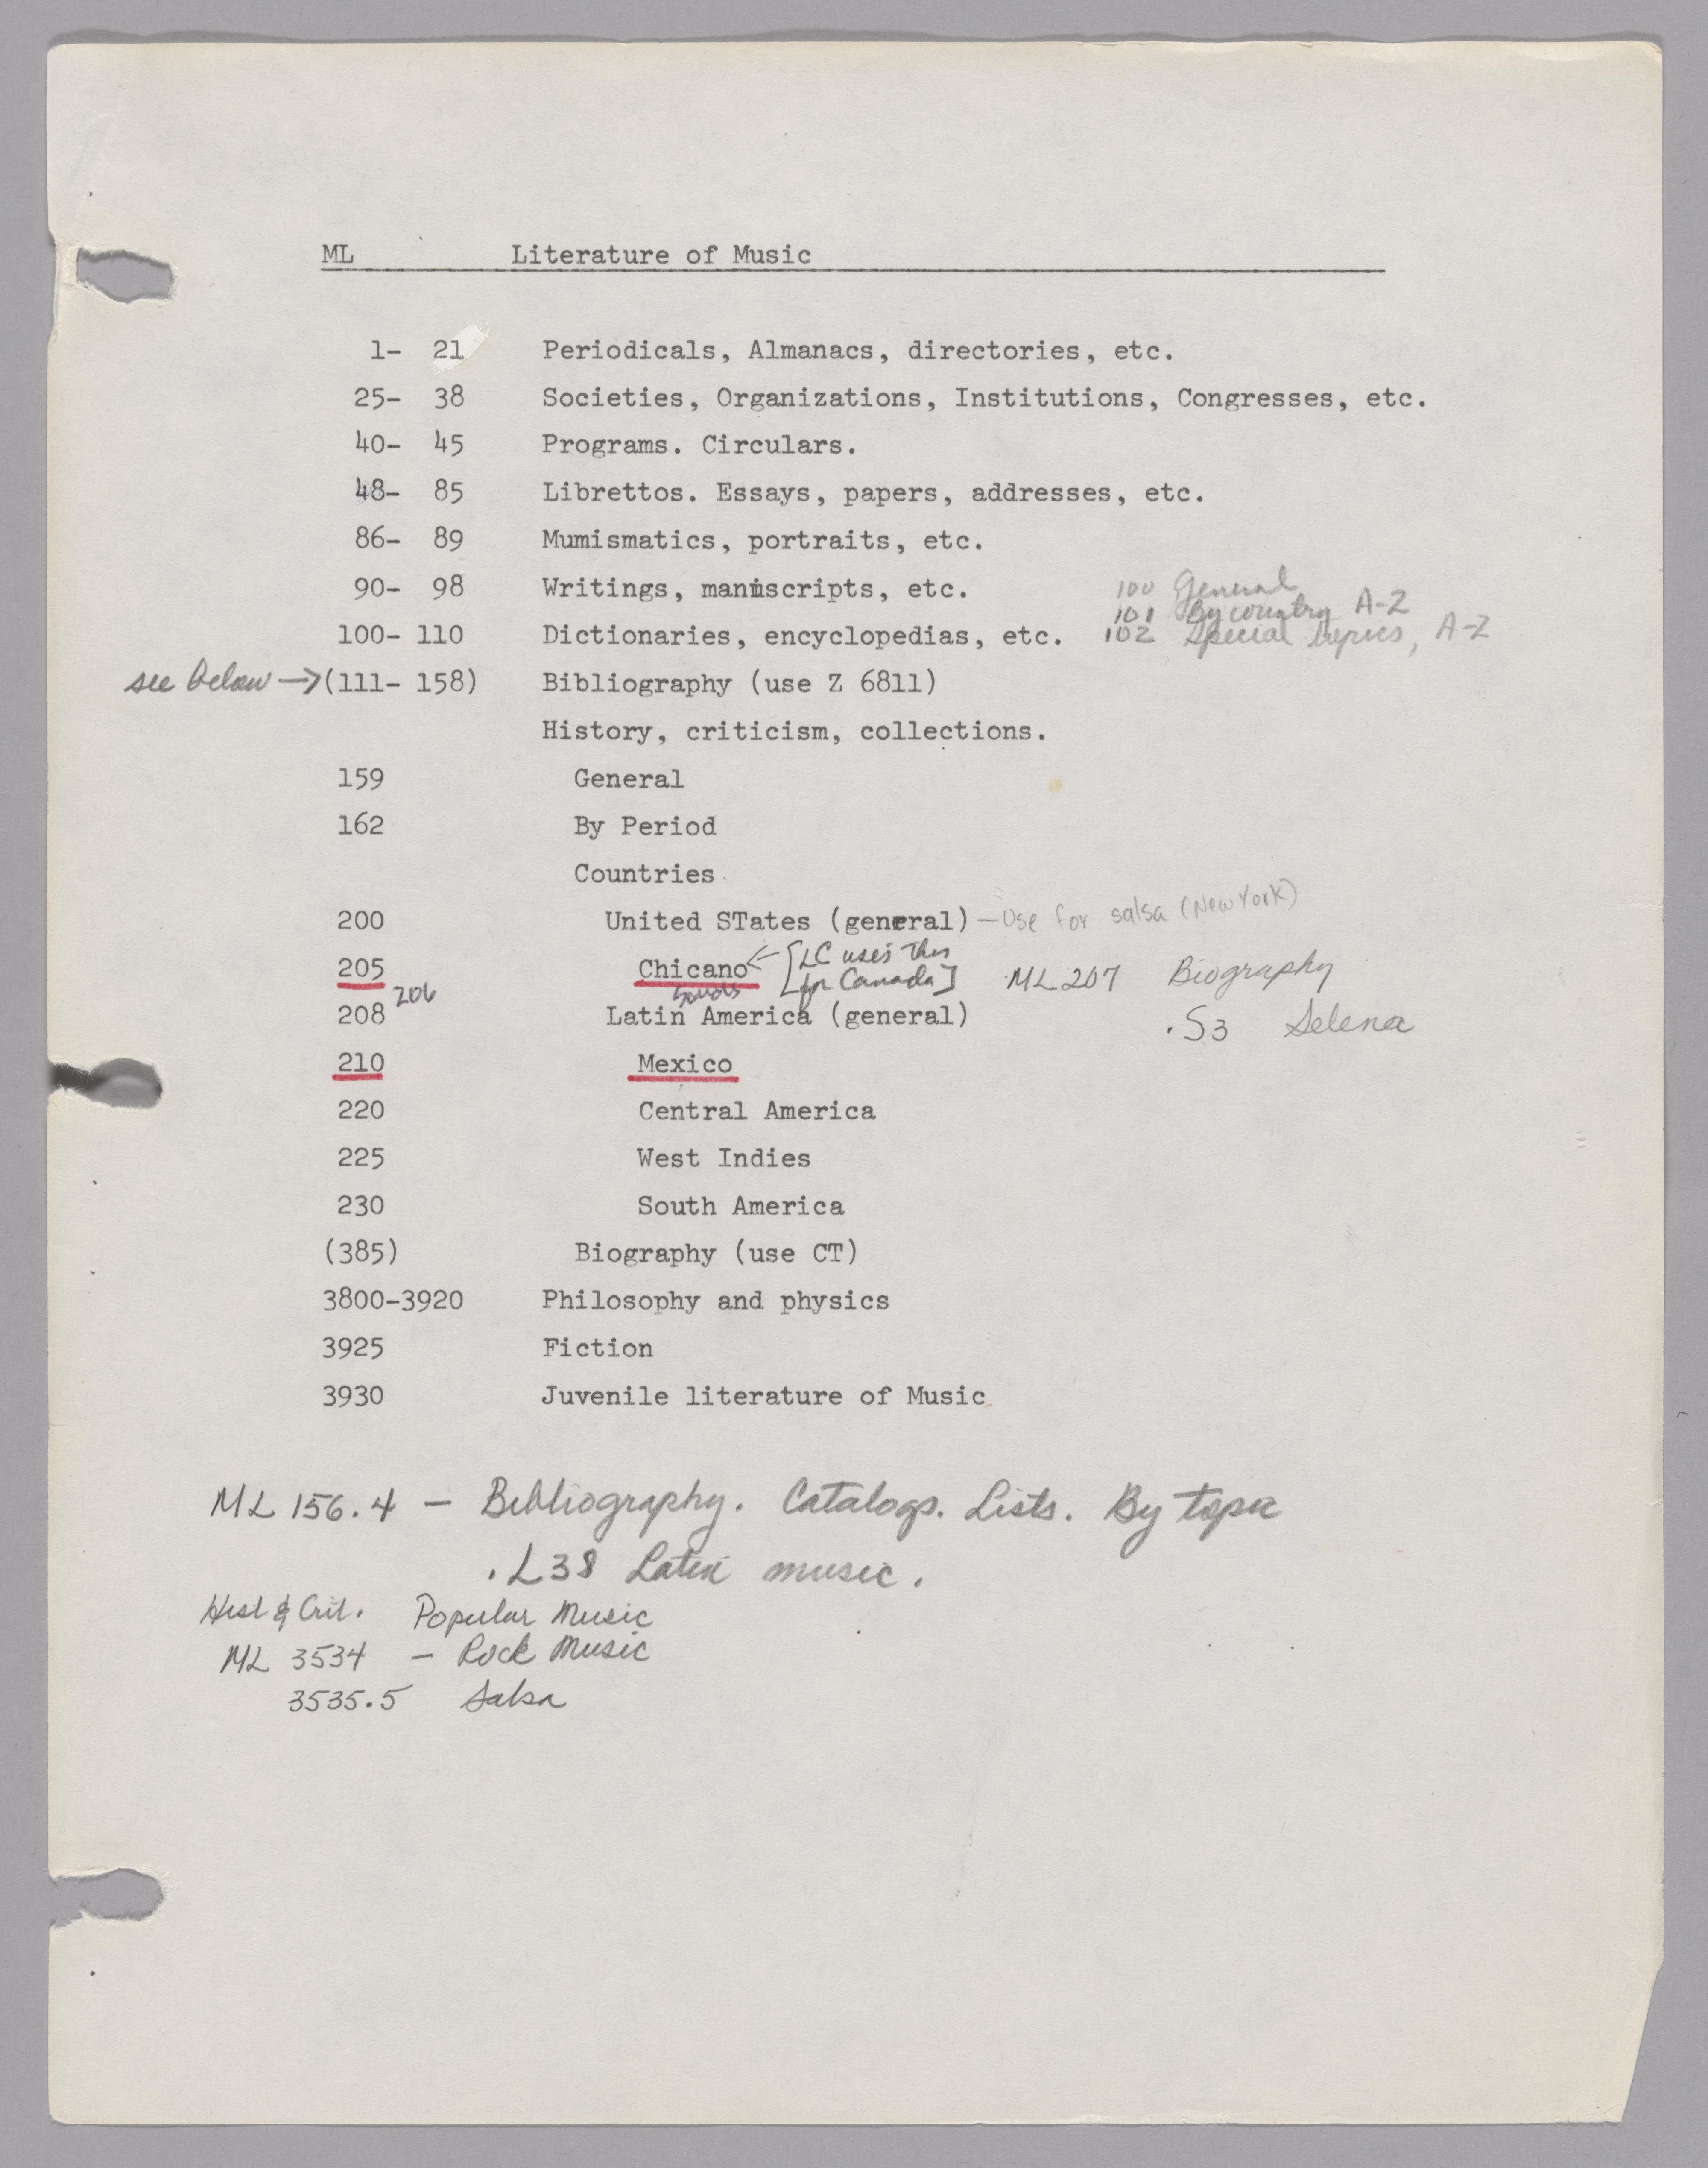 ML Literature of Music
1- 21 Periodicals, Almanacs, directories, etc.
25- 38 Societies, Organizations, Institutions, Congresses, etc.
40- 45 Programs. Circulars.
48- 85 Librettos. Essays, papers, addresses, etc.
86- 89 Mumismatics, portraits, etc.
90- 98 Writings, manuscripts, etc. 100 General
101 By country A-Z
100- 110 Dictionaries, encyclopedias, etc. 102 Special topics, A-Z
see below → (111- 158) Bibliography (use Z 6811)
History, criticism, collections.
159 General
162 By Period
Countries
200 United STates (general) — Use for salsa (New York)
205 Chicano ← [LC uses this
for Canada] ML 207 Biography
206
208 Latin America (general) .S3 Selena
210 Mexico
220 Central America
225 West Indies
230 South America
(385) Biography (use CT)
3800-3920 Philosophy and physics
3925 Fiction
3930 Juvenile literature of Music
ML 156.4 — Bibliography. Catalogs. Lists. By topic
.L38 Latin music.
Hist & Crit. Popular Music
ML 3534 — Rock Music
3535.5 Salsa